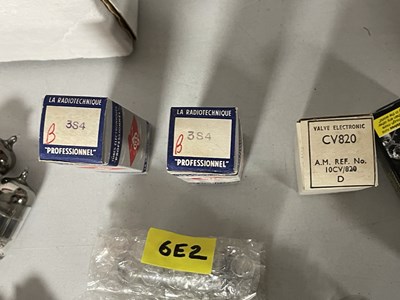 LA RADIOTECHNIQUE
B 3S4
"PROFESSIONNEL"
LA RADIOTECHNIQUE
B 3S4
"PROFESSIONNEL"
VALVE ELECTRONIC
CV820
A.M. REF. No.
10CV/820
D
6E2